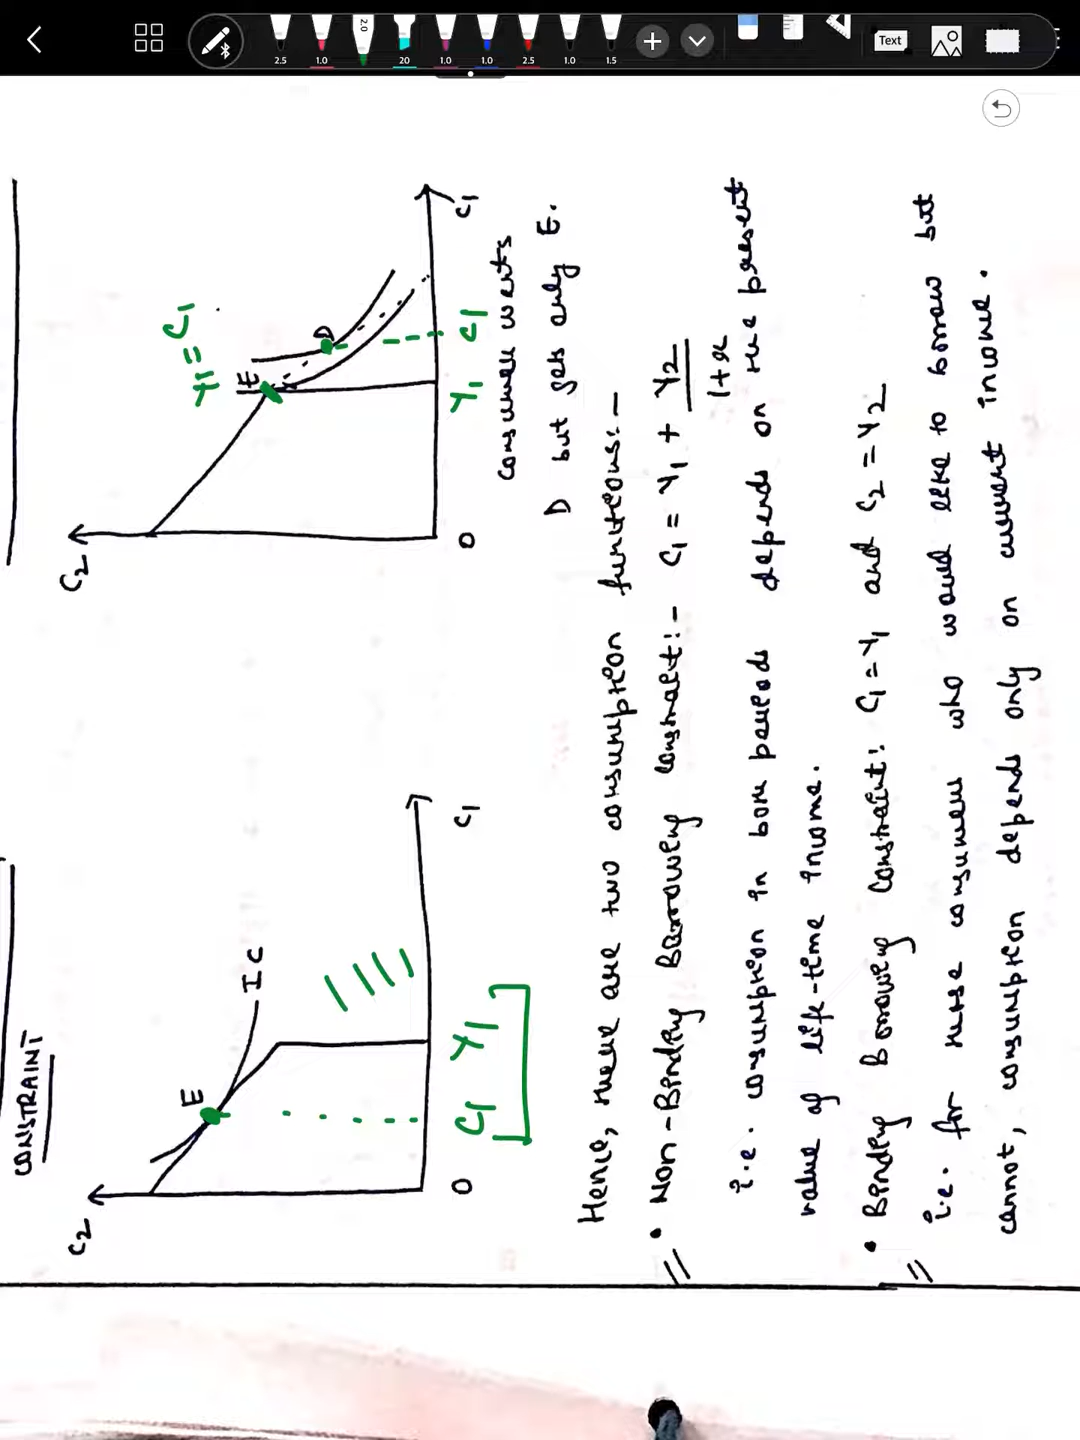 2.5
1.0
2.0
20
1.0
1.0
2.5
1.0
1.5
Text
CONSTRAINT
C2
E
IC
0
C1
Y1
C1
C2
Y1 = C1
E
D
0
Y1
C1
C1
consumer wants
D but gets only E.
Hence, there are two consumption functions:-
• Non-Binding Borrowing constraint:- C1 = Y1 + Y2
1+r
i.e. consumption in both periods depends on the present
value of life-time income.
• Binding Borrowing constraint: C1 = Y1 and C2 = Y2
i.e. for these consumers who would like to borrow but
cannot, consumption depends only on current income.